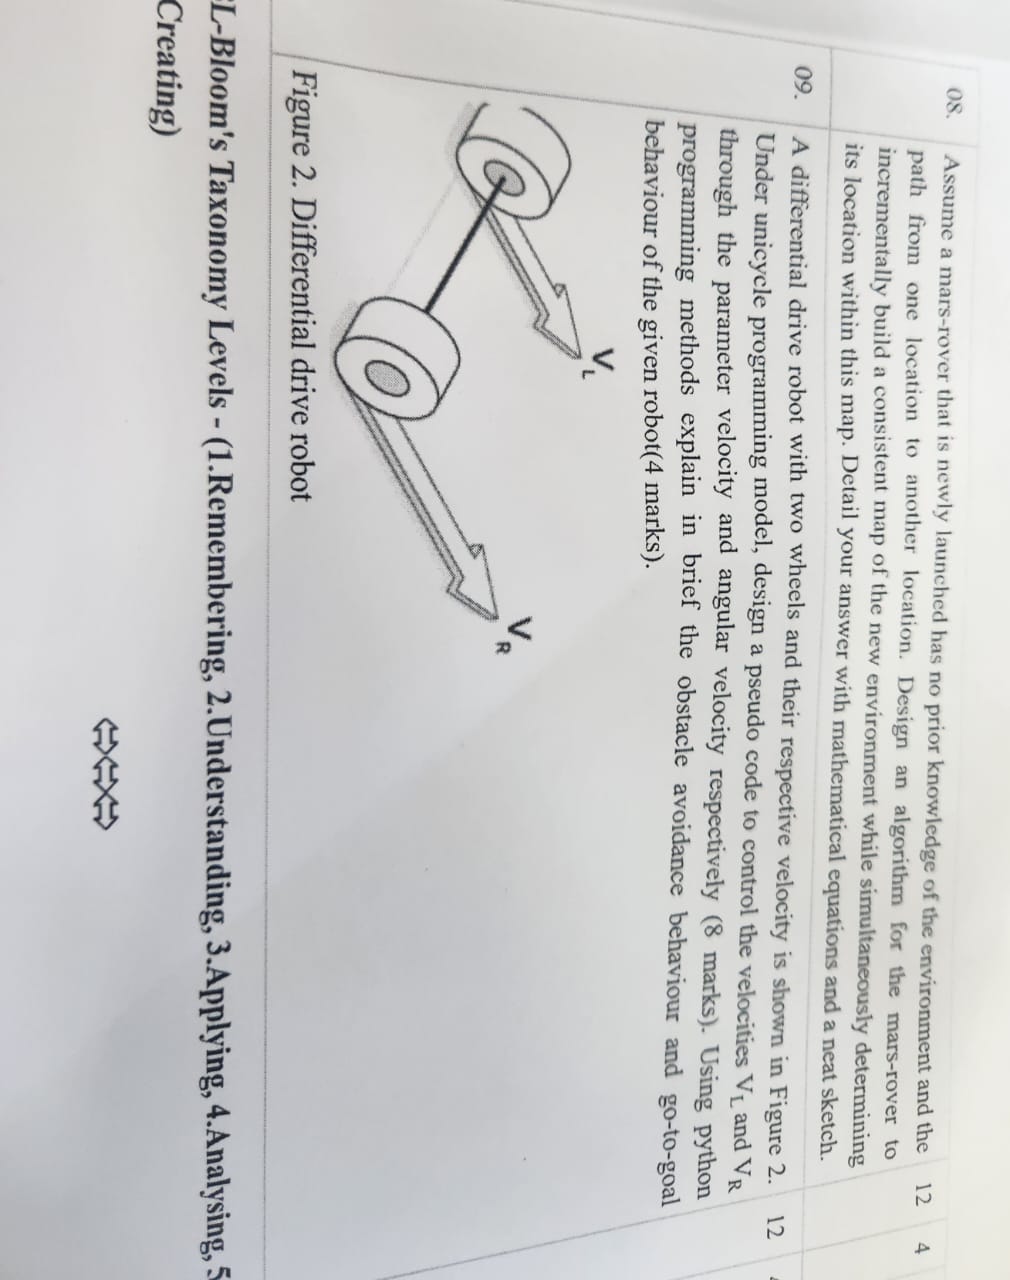 08. Assume a mars-rover that is newly launched has no prior knowledge of the environment and the 12 4
path from one location to another location. Design an algorithm for the mars-rover to
incrementally build a consistent map of the new environment while simultaneously determining
its location within this map. Detail your answer with mathematical equations and a neat sketch.
09. A differential drive robot with two wheels and their respective velocity is shown in Figure 2. 12
Under unicycle programming model, design a pseudo code to control the velocities VL and VR
through the parameter velocity and angular velocity respectively (8 marks). Using python
programming methods explain in brief the obstacle avoidance behaviour and go-to-goal
behaviour of the given robot(4 marks).
VL
VR
Figure 2. Differential drive robot
L-Bloom's Taxonomy Levels - (1.Remembering, 2.Understanding, 3.Applying, 4.Analysing, 5
Creating)